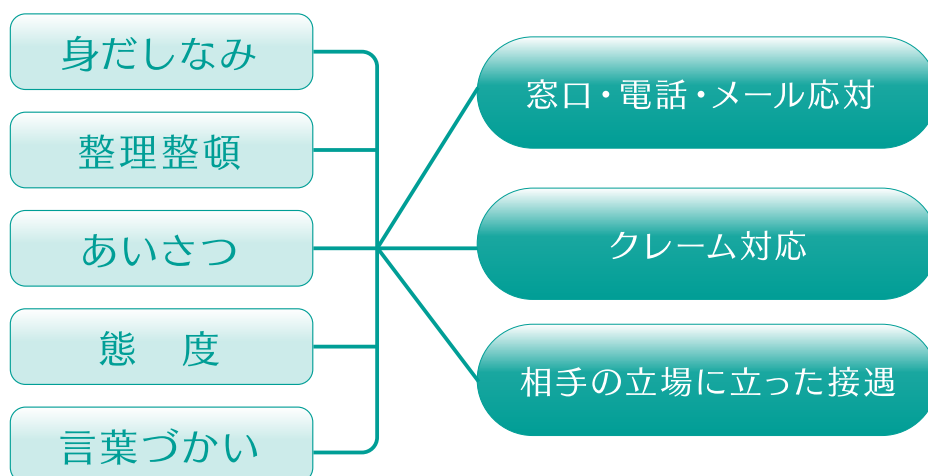 身だしなみ
整理整頓
あいさつ
態　度
言葉づかい
窓口・電話・メール応対
クレーム対応
相手の立場に立った接遇